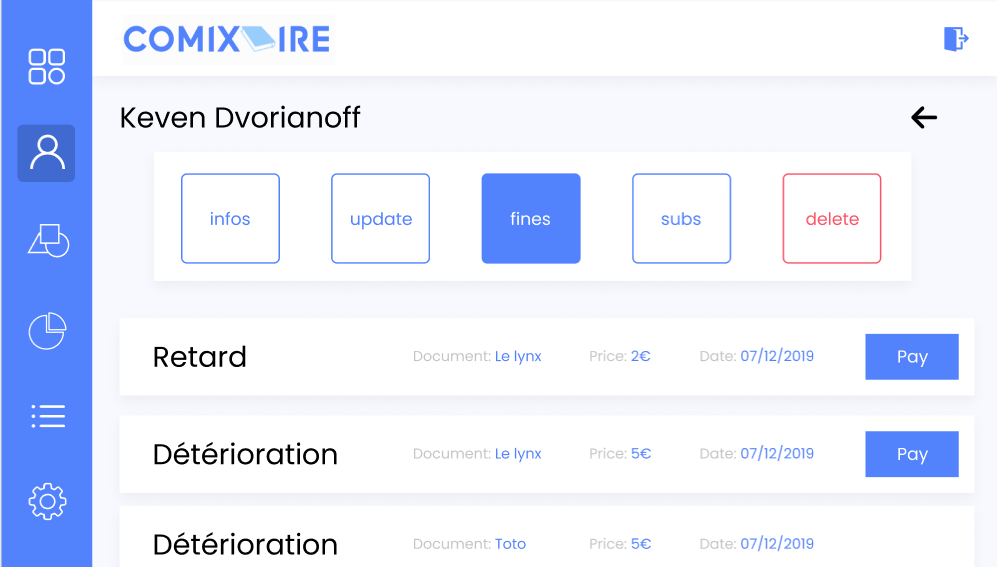 COMIX IRE
Keven Dvorianoff
infos update fines subs delete
Retard Document: Le lynx Price: 2€ Date: 07/12/2019 Pay
Détérioration Document: Le lynx Price: 5€ Date: 07/12/2019 Pay
Détérioration Document: Toto Price: 5€ Date: 07/12/2019